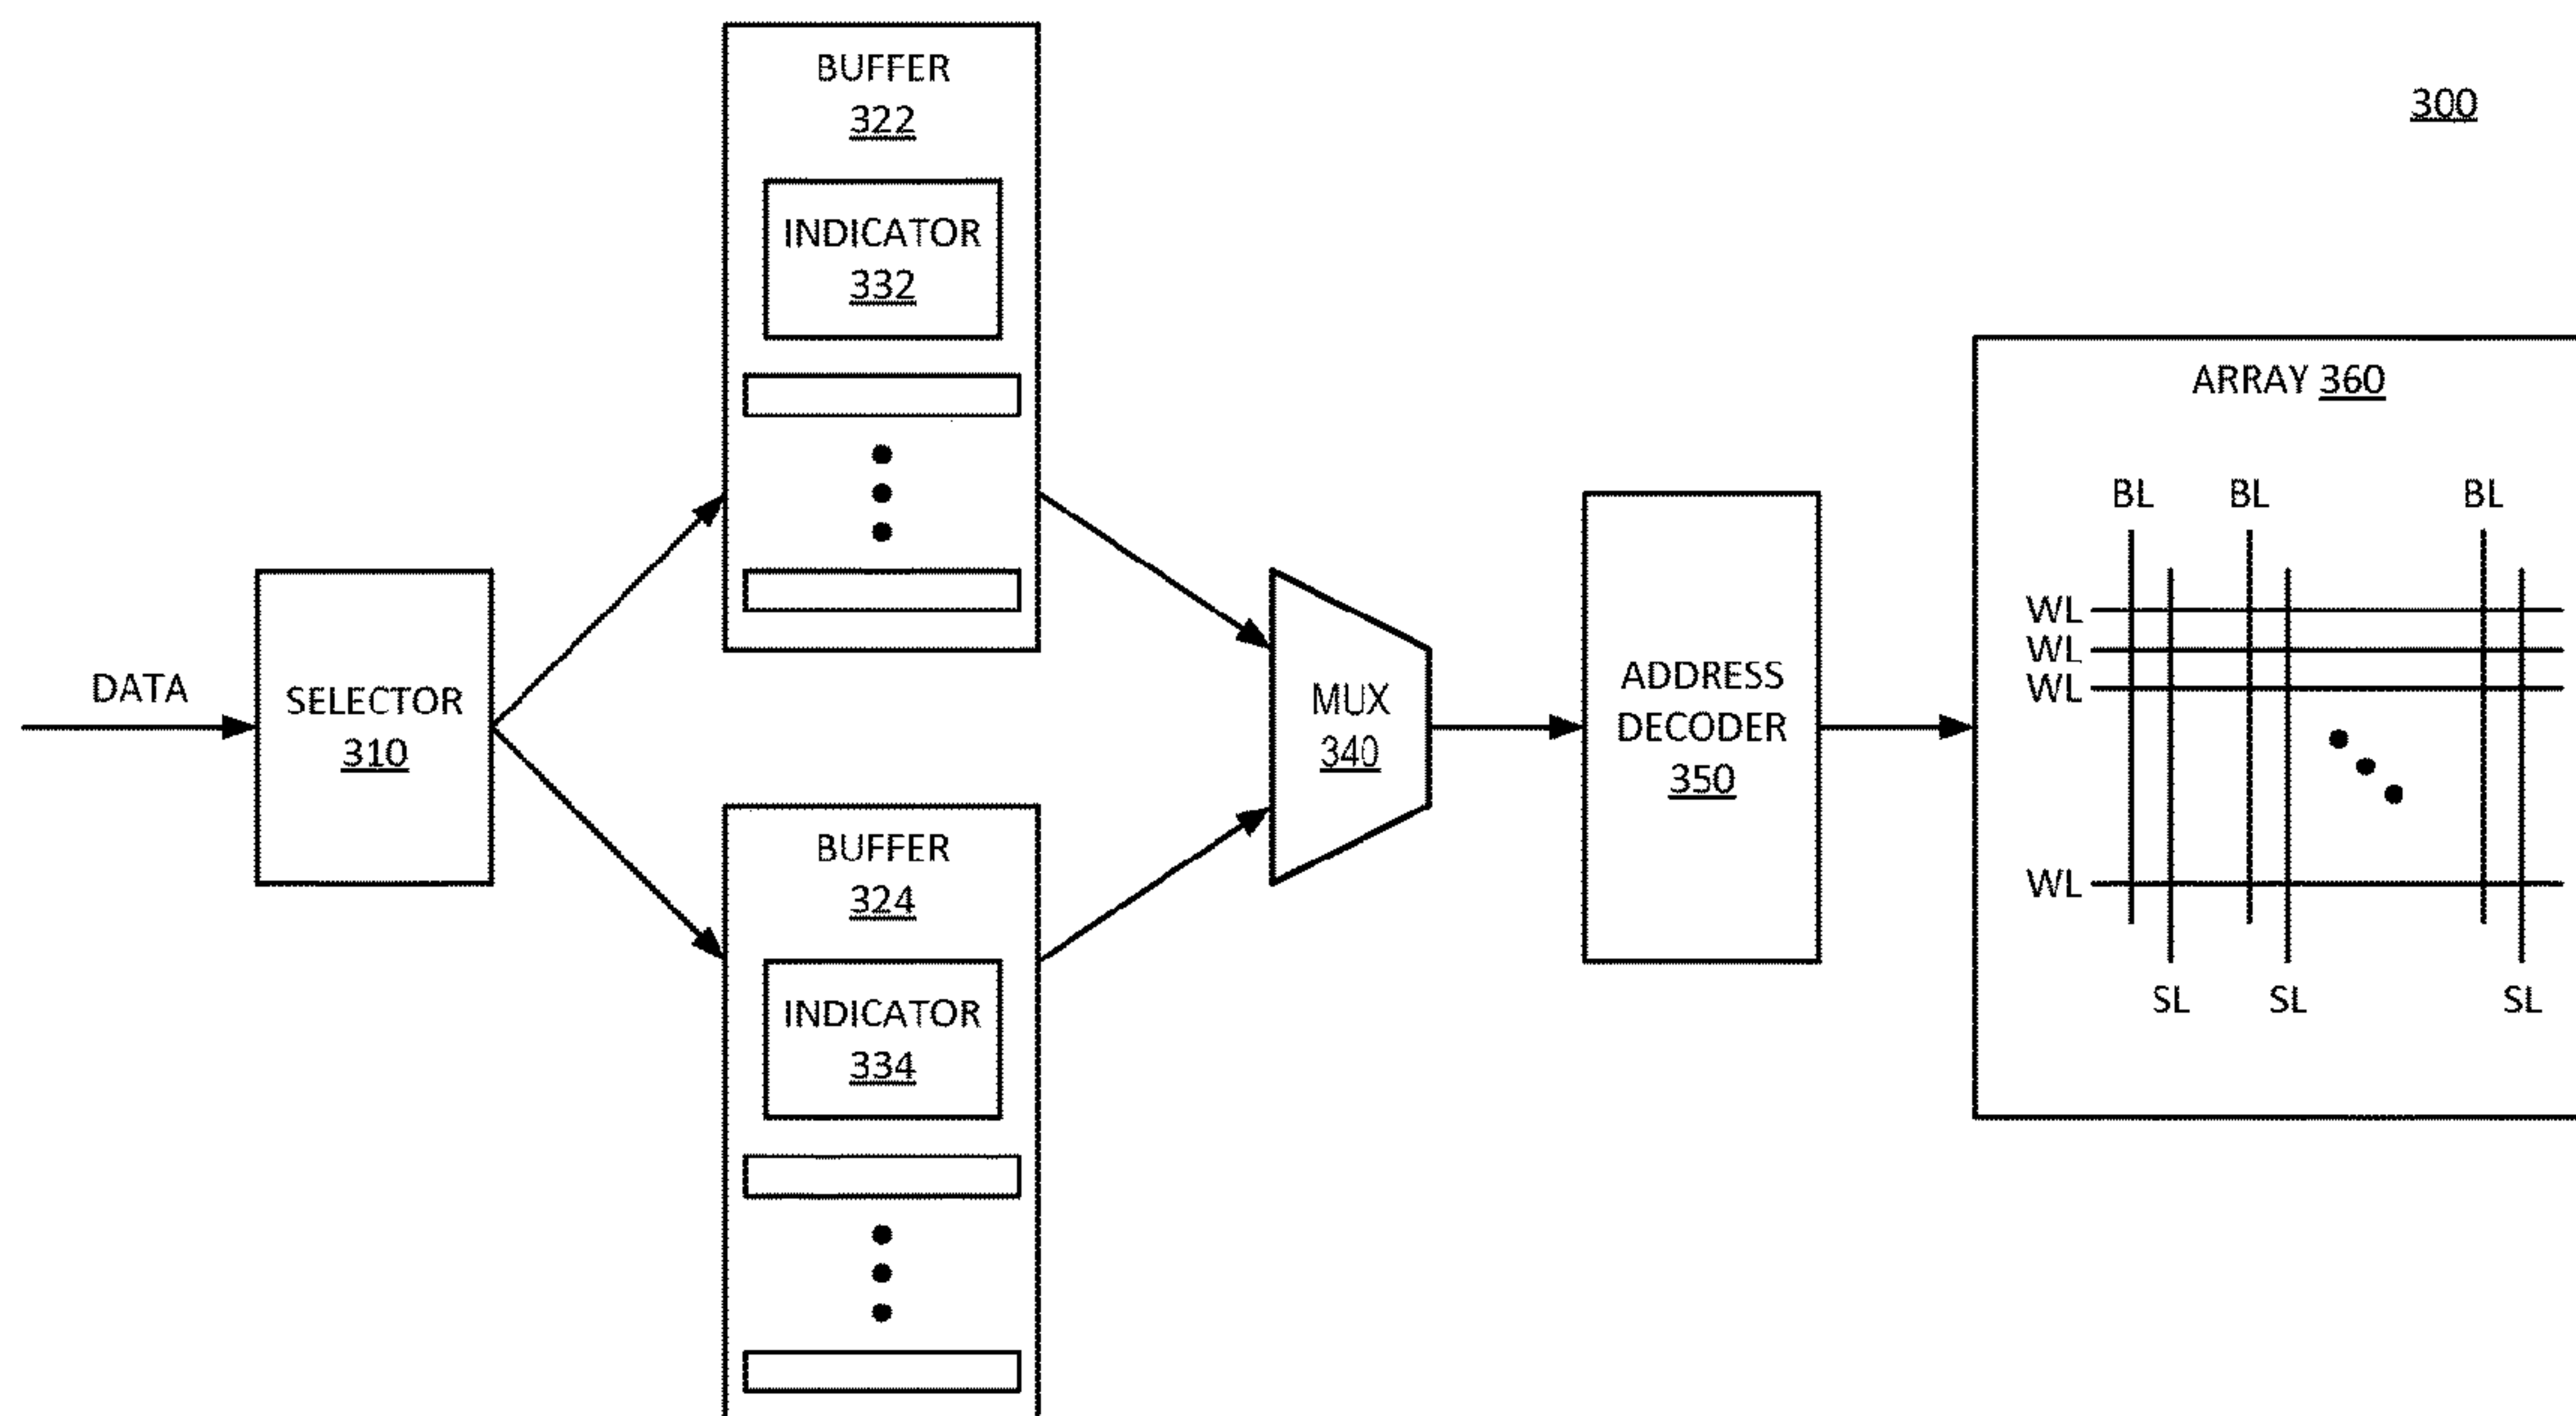 300
DATA
SELECTOR
310
BUFFER
322
INDICATOR
332
BUFFER
324
INDICATOR
334
MUX
340
ADDRESS
DECODER
350
ARRAY 360
BL BL BL
WL
WL
WL
WL
SL SL SL